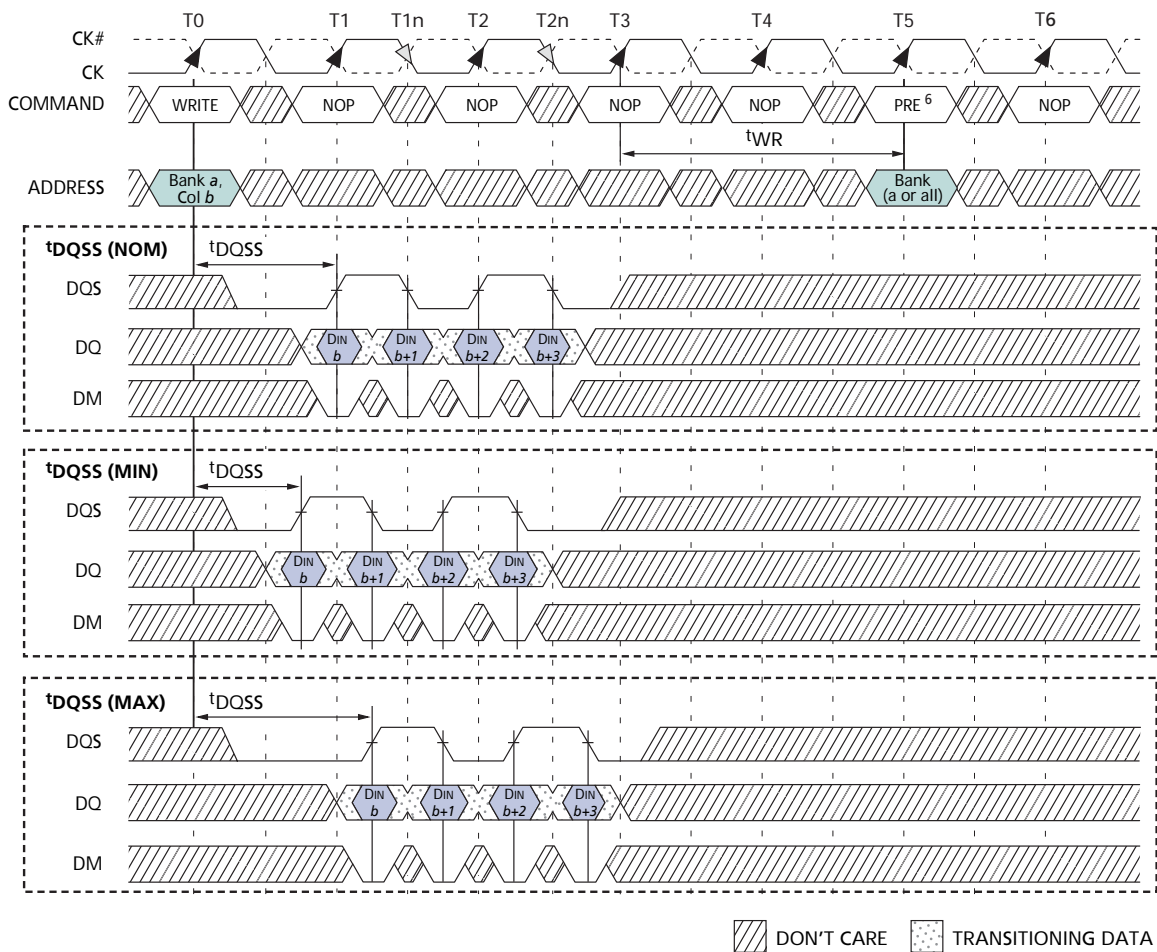 T0 T1 T1n T2 T2n T3 T4 T5 T6
CK#
CK
COMMAND WRITE NOP NOP NOP NOP PRE 6 NOP
tWR
ADDRESS Bank a, Col b Bank (a or all)
tDQSS (NOM) tDQSS
DQS
DQ DIN b DIN b+1 DIN b+2 DIN b+3
DM
tDQSS (MIN) tDQSS
DQS
DQ DIN b DIN b+1 DIN b+2 DIN b+3
DM
tDQSS (MAX) tDQSS
DQS
DQ DIN b DIN b+1 DIN b+2 DIN b+3
DM
DON'T CARE TRANSITIONING DATA